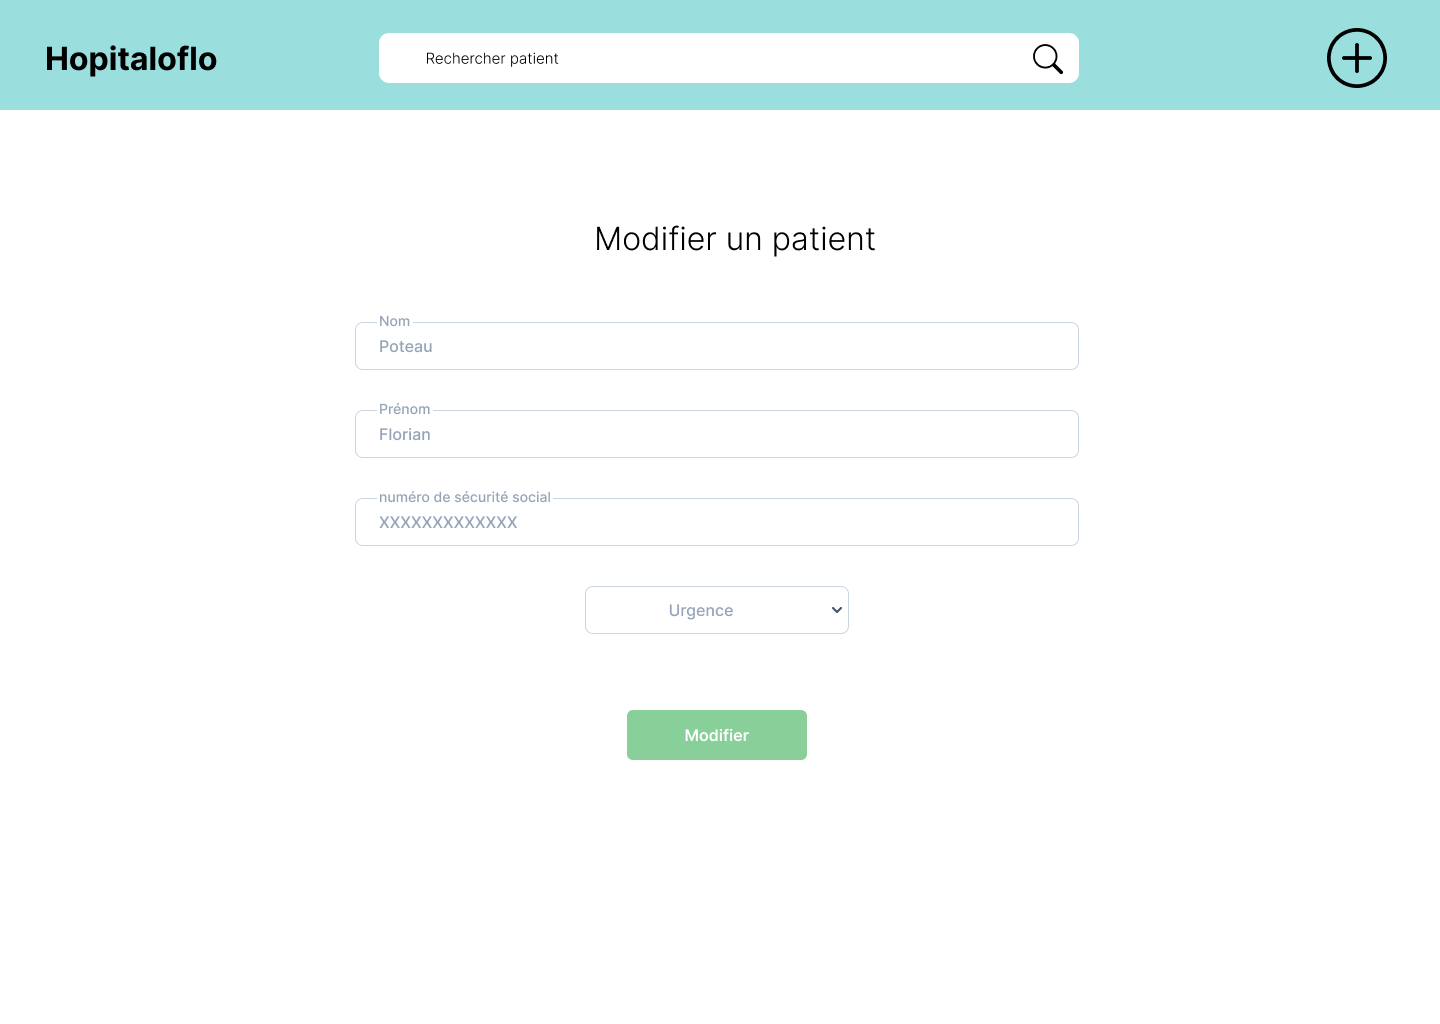 Hopitaloflo
Rechercher patient
Modifier un patient
Nom
Poteau
Prénom
Florian
numéro de sécurité social
XXXXXXXXXXXXX
Urgence
Modifier